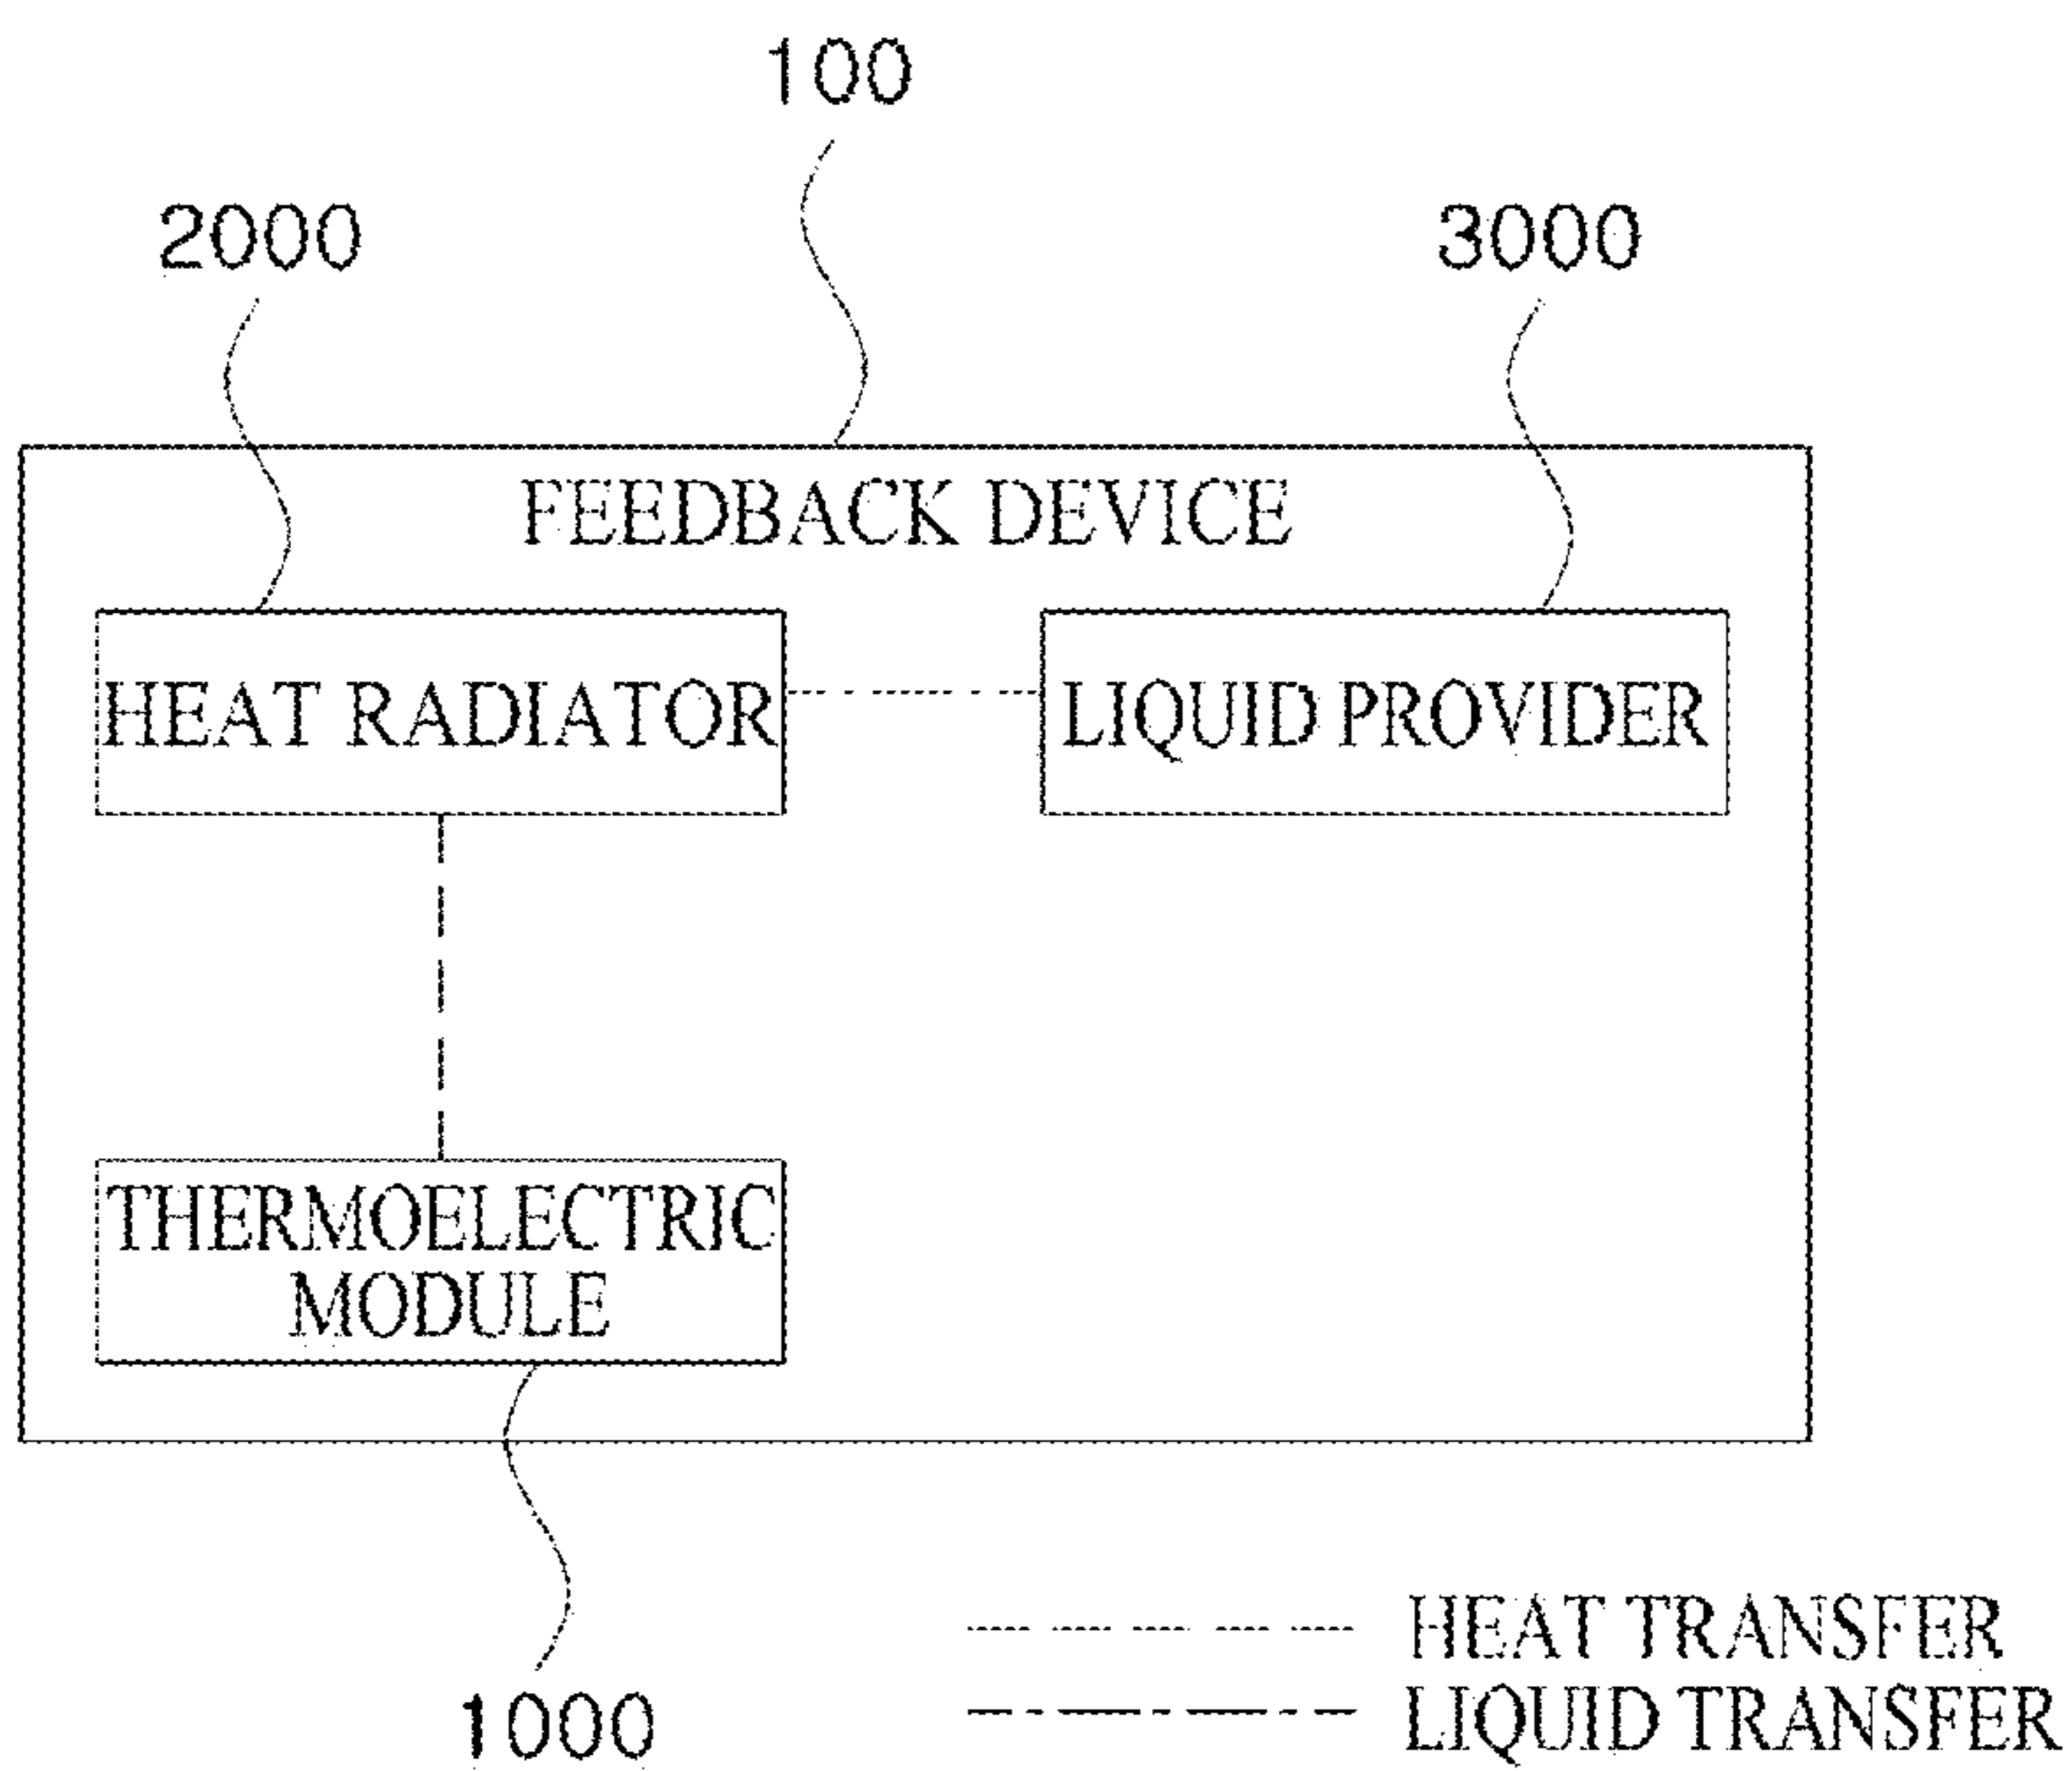 100
2000
3000
FEEDBACK DEVICE
HEAT RADIATOR
LIQUID PROVIDER
THERMOELECTRIC
MODULE
1000
HEAT TRANSFER
LIQUID TRANSFER